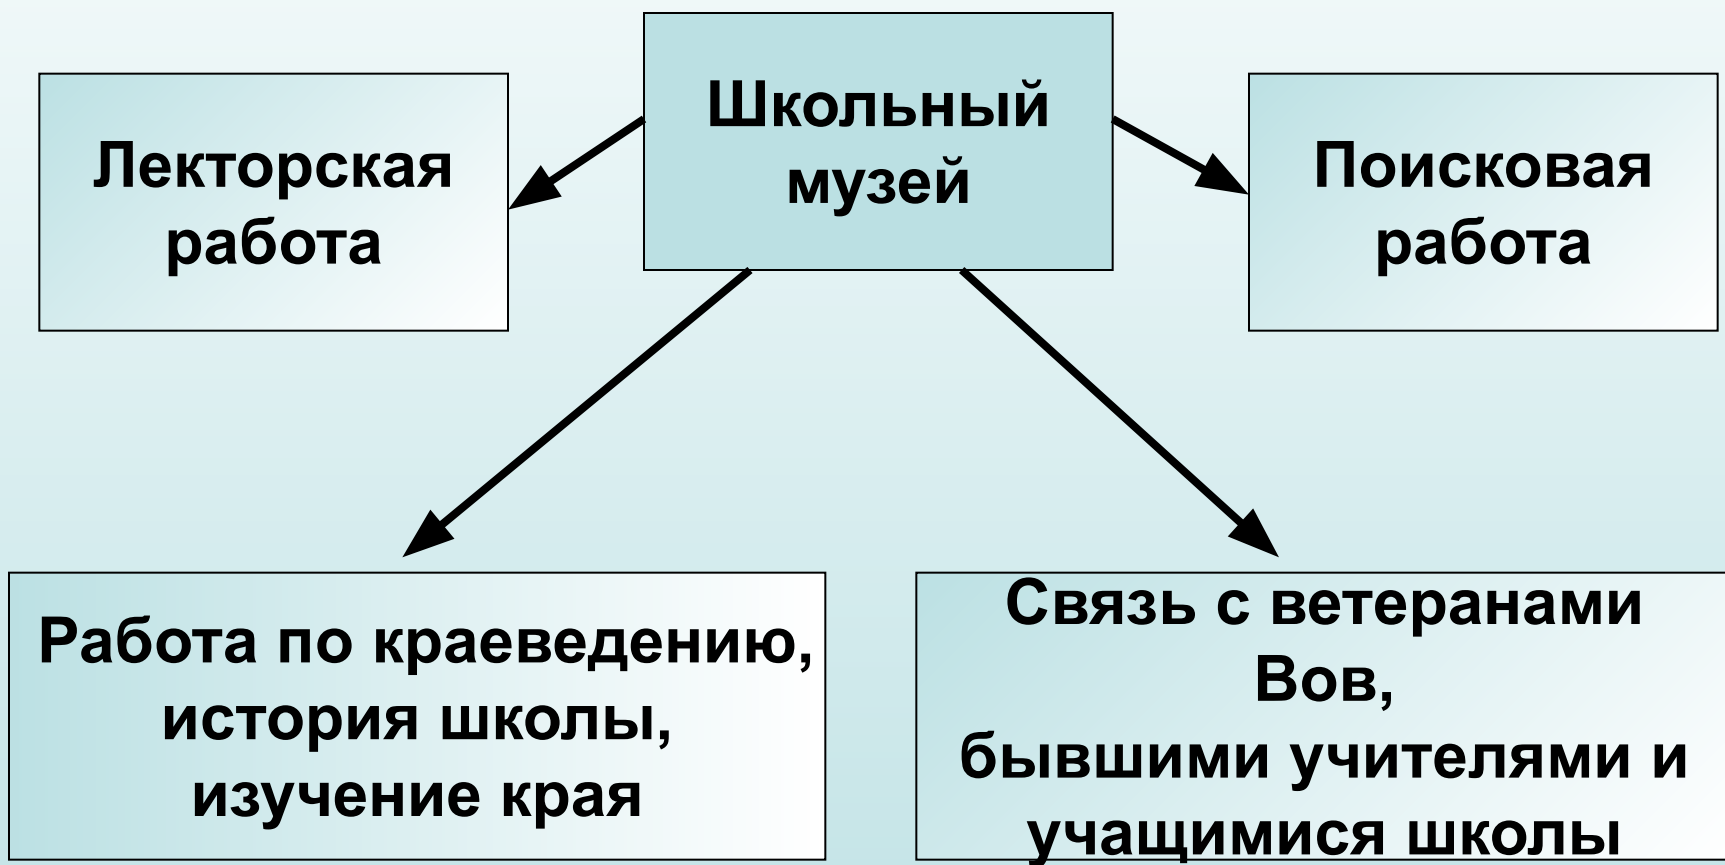 Школьный
музей
Лекторская
работа
Поисковая
работа
Работа по краеведению,
история школы,
изучение края
Связь с ветеранами
Вов,
бывшими учителями и
учащимися школы